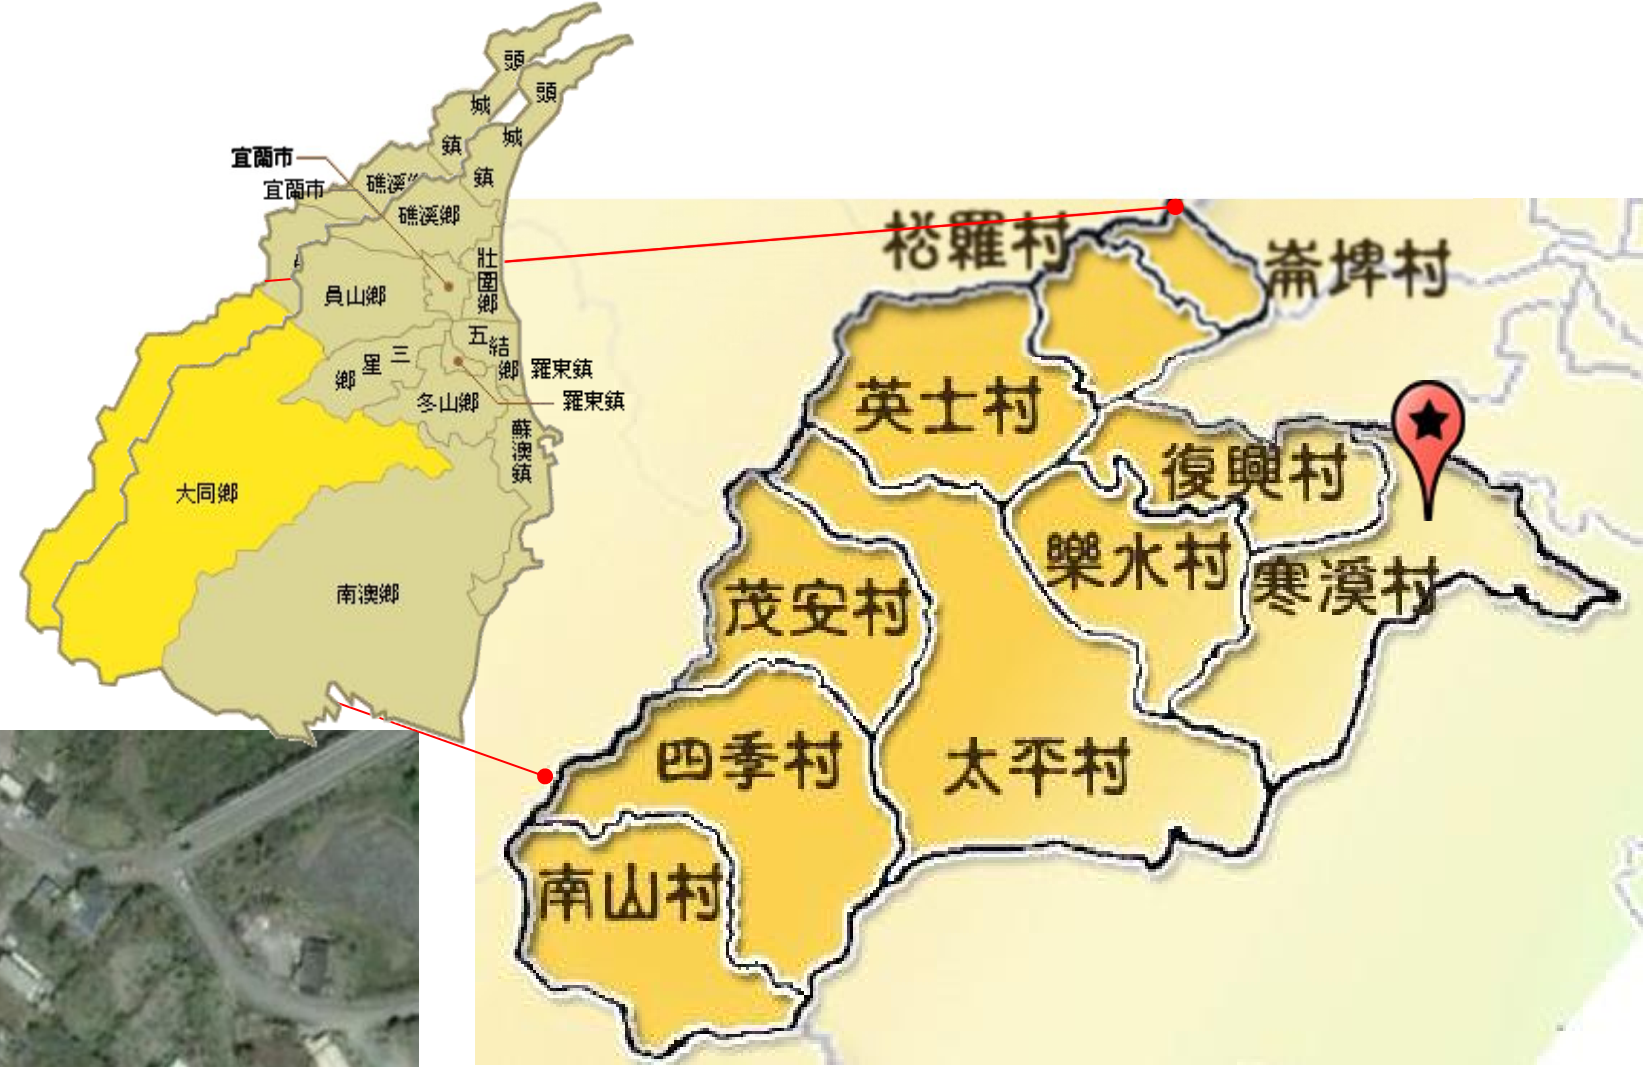 頭
城
鎮
頭
城
鎮
宜蘭市
宜蘭市
礁溪
礁溪鄉
壯圍鄉
員山鄉
五結鄉
三星鄉
羅東鎮
羅東鎮
冬山鄉
蘇澳鎮
大同鄉
南澳鄉
松羅村
崙埤村
英士村
復興村
樂水村
寒溪村
茂安村
四季村
太平村
南山村